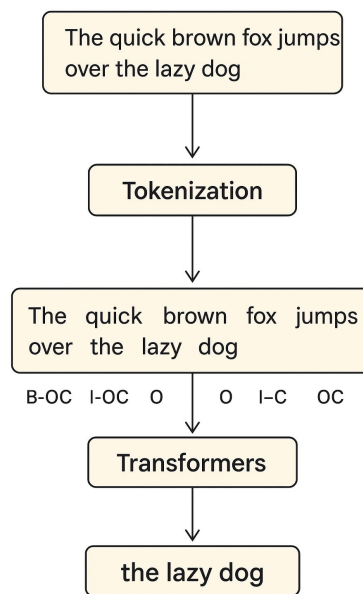 The quick brown fox jumps
over the lazy dog
Tokenization
The quick brown fox jumps
over the lazy dog
B-OC I-OC O O I–C OC
Transformers
the lazy dog